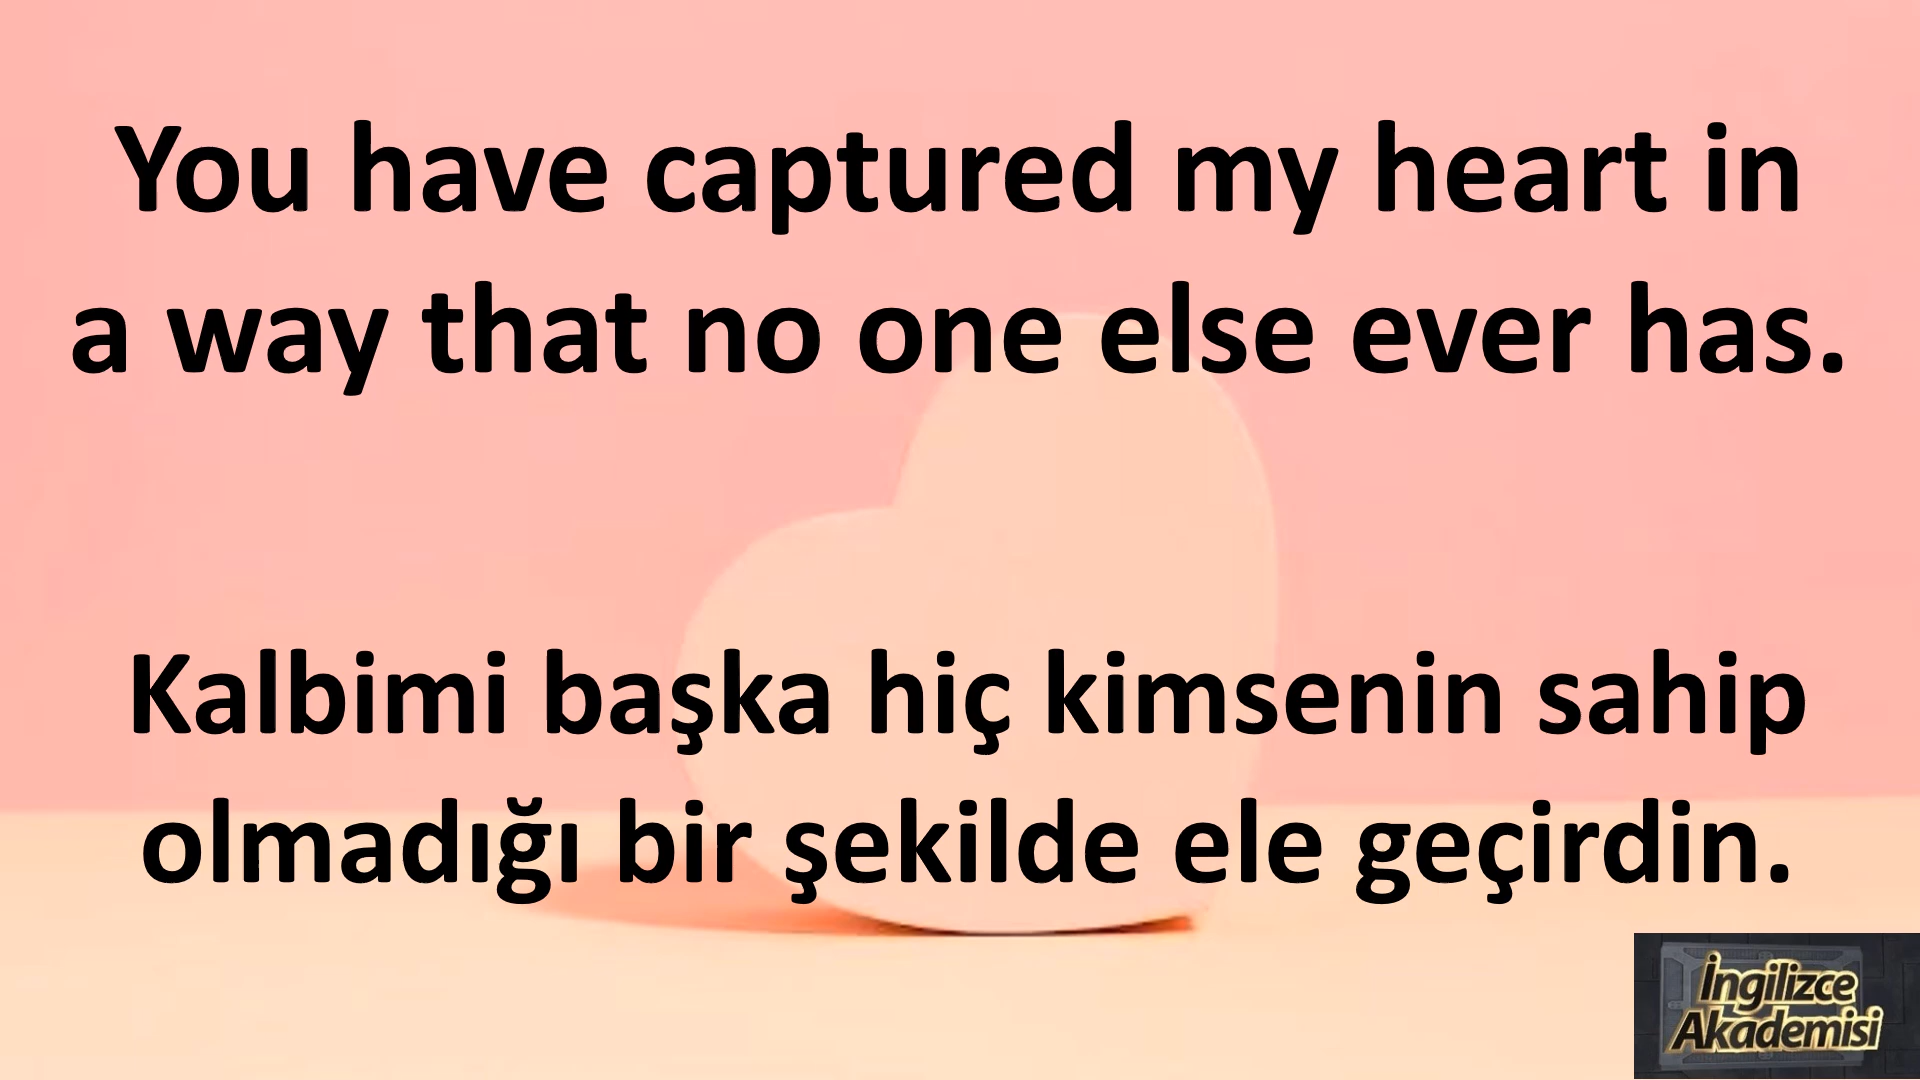 You have captured my heart in
a way that no one else ever has.
Kalbimi başka hiç kimsenin sahip
olmadığı bir şekilde ele geçirdin.
İngilizce
Akademisi